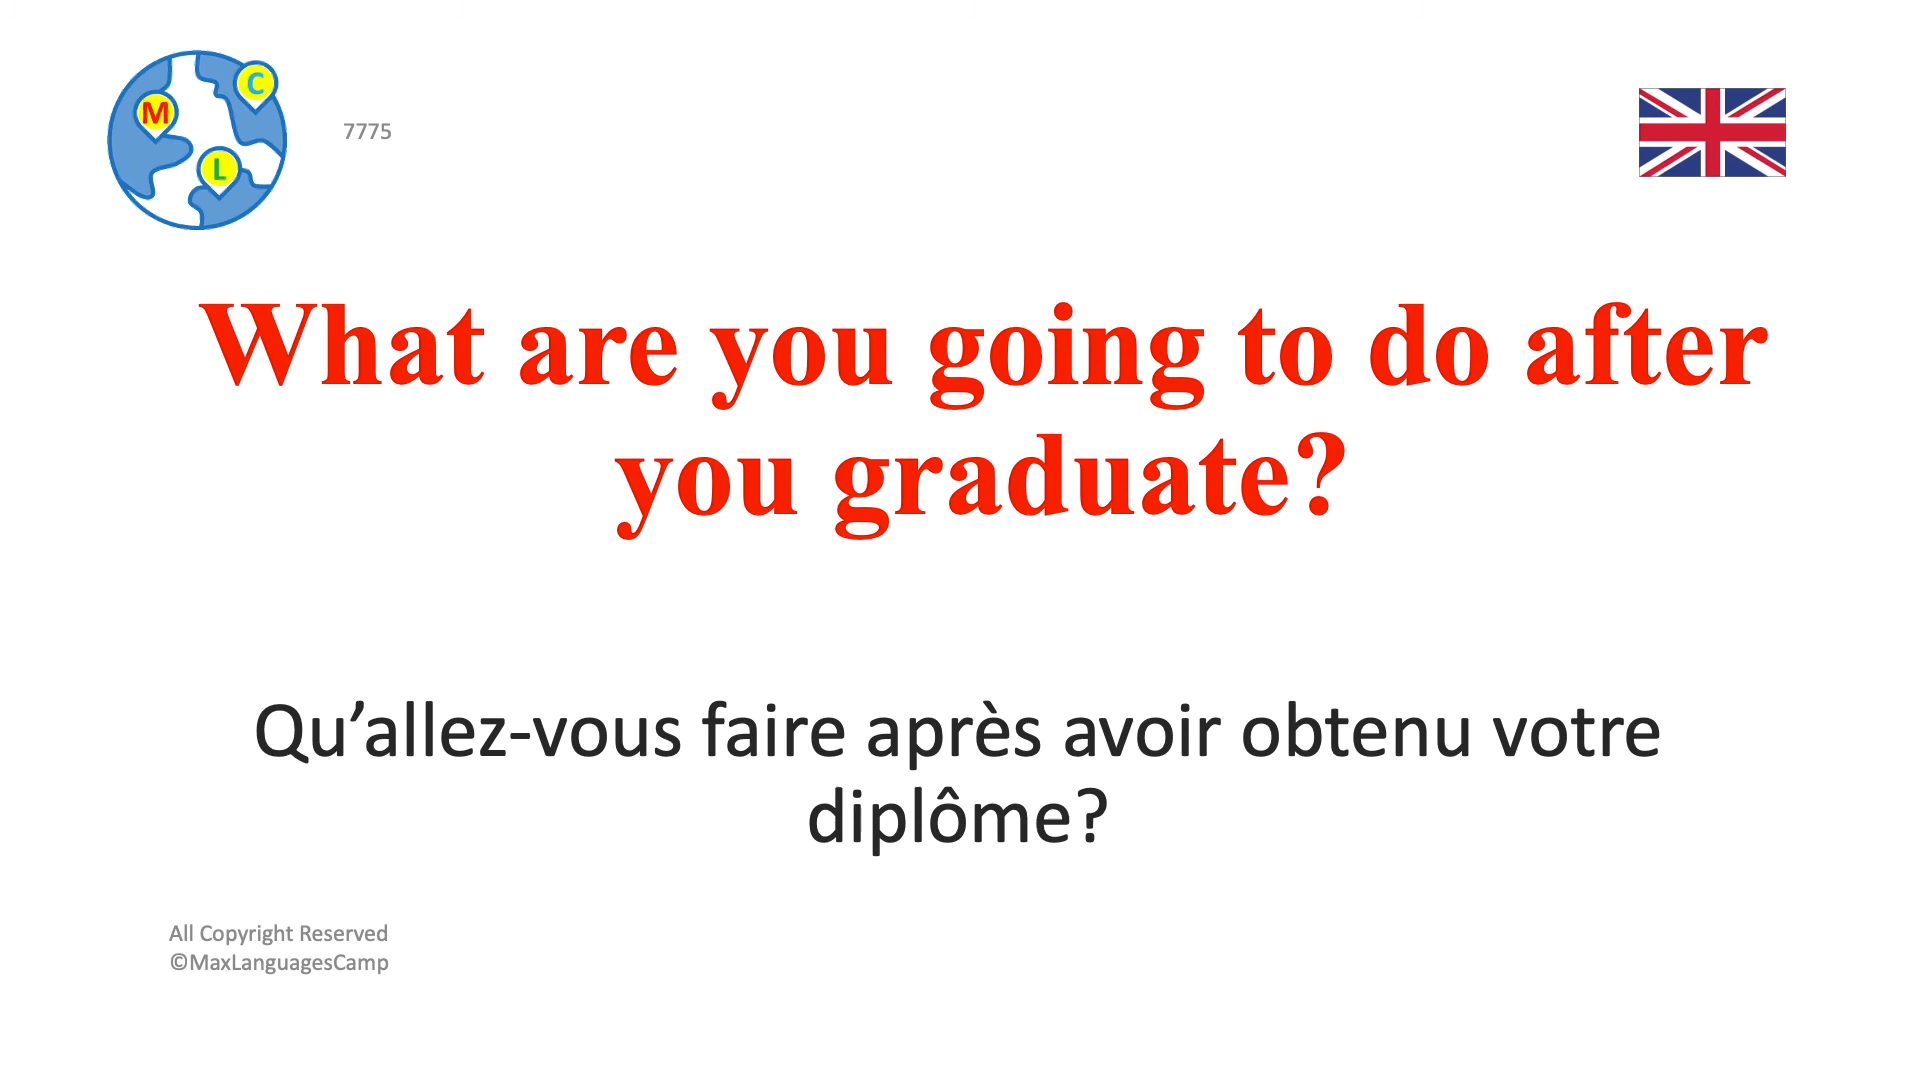 M
C
L
7775
What are you going to do after
you graduate?
Qu’allez-vous faire après avoir obtenu votre
diplôme?
All Copyright Reserved
©MaxLanguagesCamp